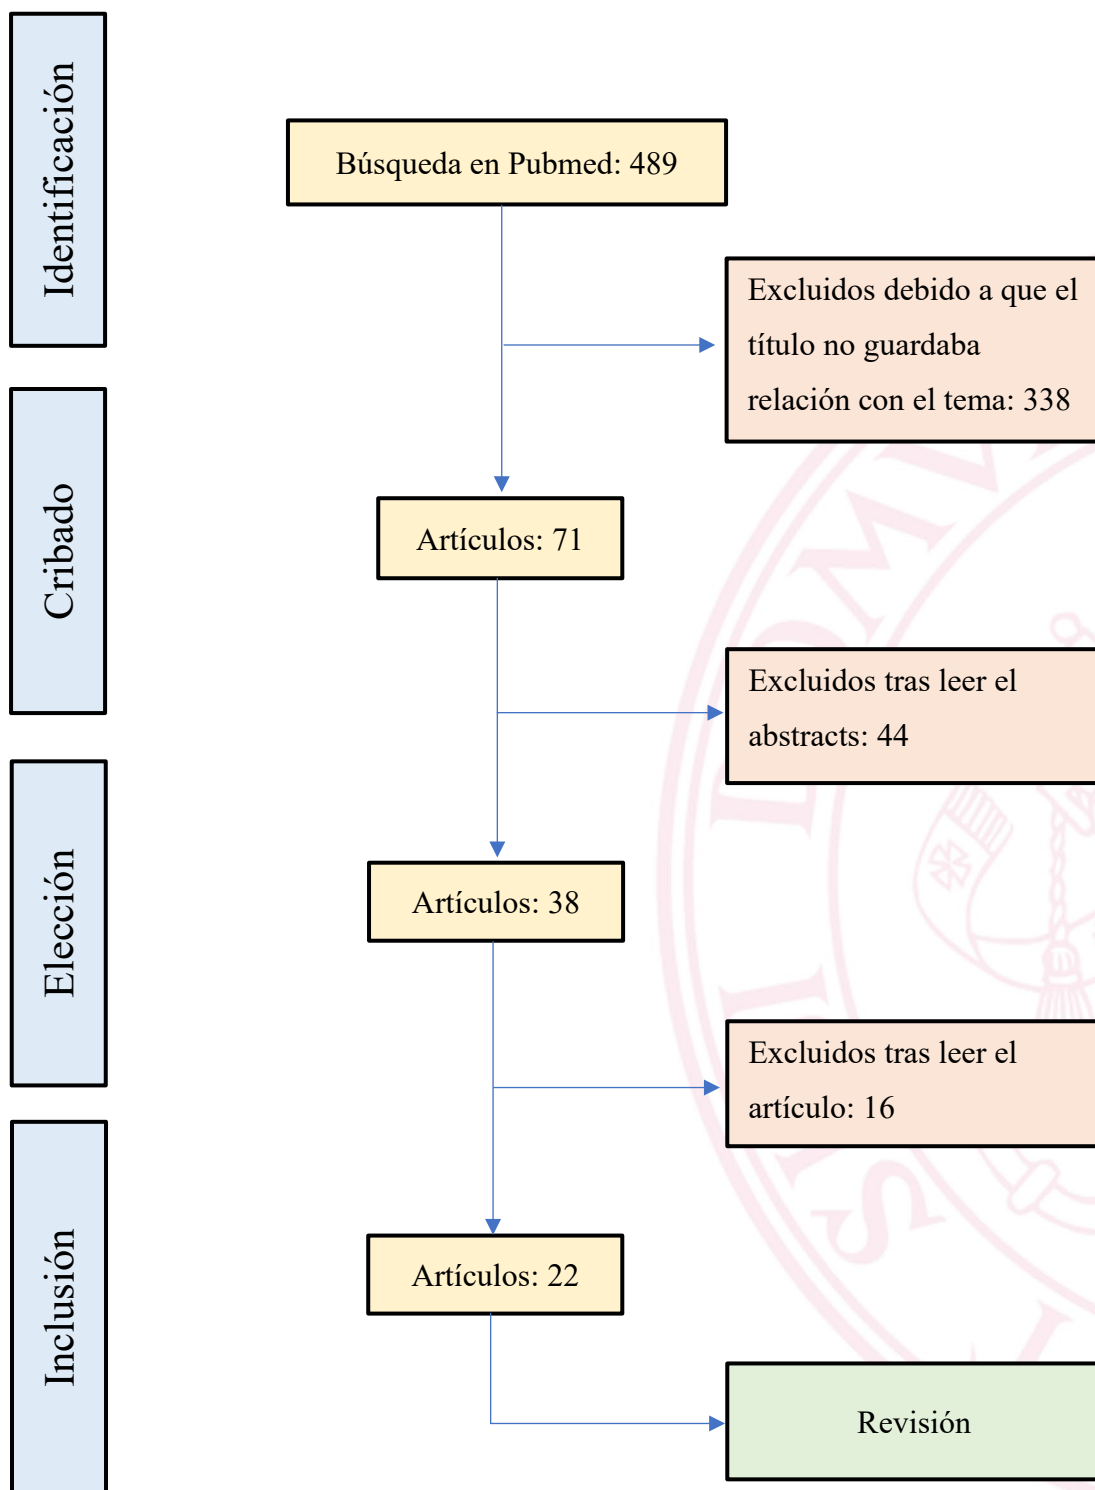 Identificación
Búsqueda en Pubmed: 489
Excluidos debido a que el
título no guardaba
relación con el tema: 338
Cribado
Artículos: 71
Excluidos tras leer el
abstracts: 44
Elección
Artículos: 38
Excluidos tras leer el
artículo: 16
Inclusión
Artículos: 22
Revisión